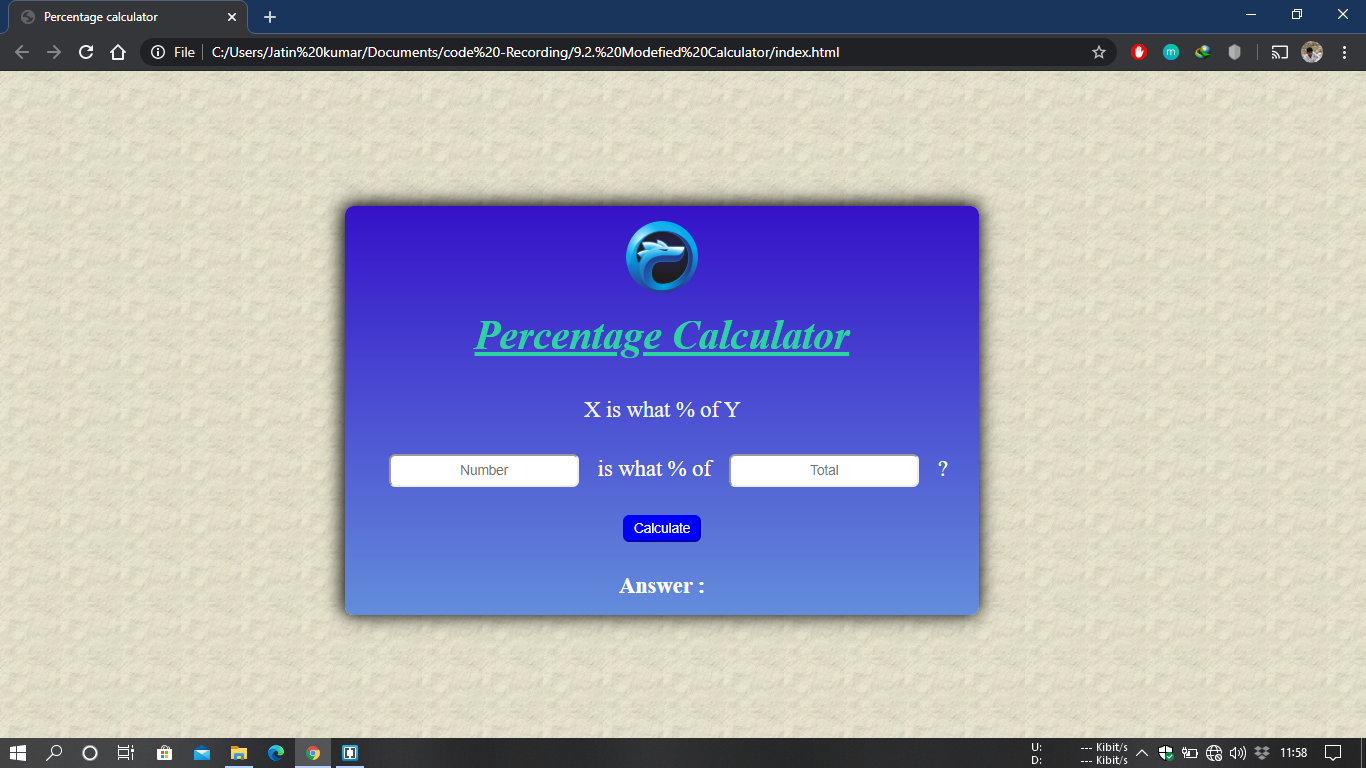 Percentage calculator
File
C:/Users/Jatin%20kumar/Documents/code%20-Recording/9.2.%20Modefied%20Calculator/index.html
m
Percentage Calculator
X is what % of Y
Number is what % of Total ?
Calculate
Answer :
U: --- Kibit/s
D: --- Kibit/s
11:58